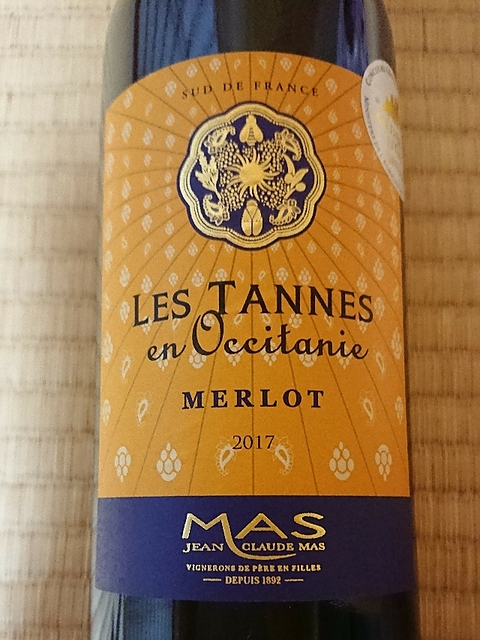 SUD DE FRANCE
LES TANNES
en Occitanie
MERLOT
2017
MAS
JEAN CLAUDE MAS
VIGNERONS DE PÈRE EN FILLES
DEPUIS 1892